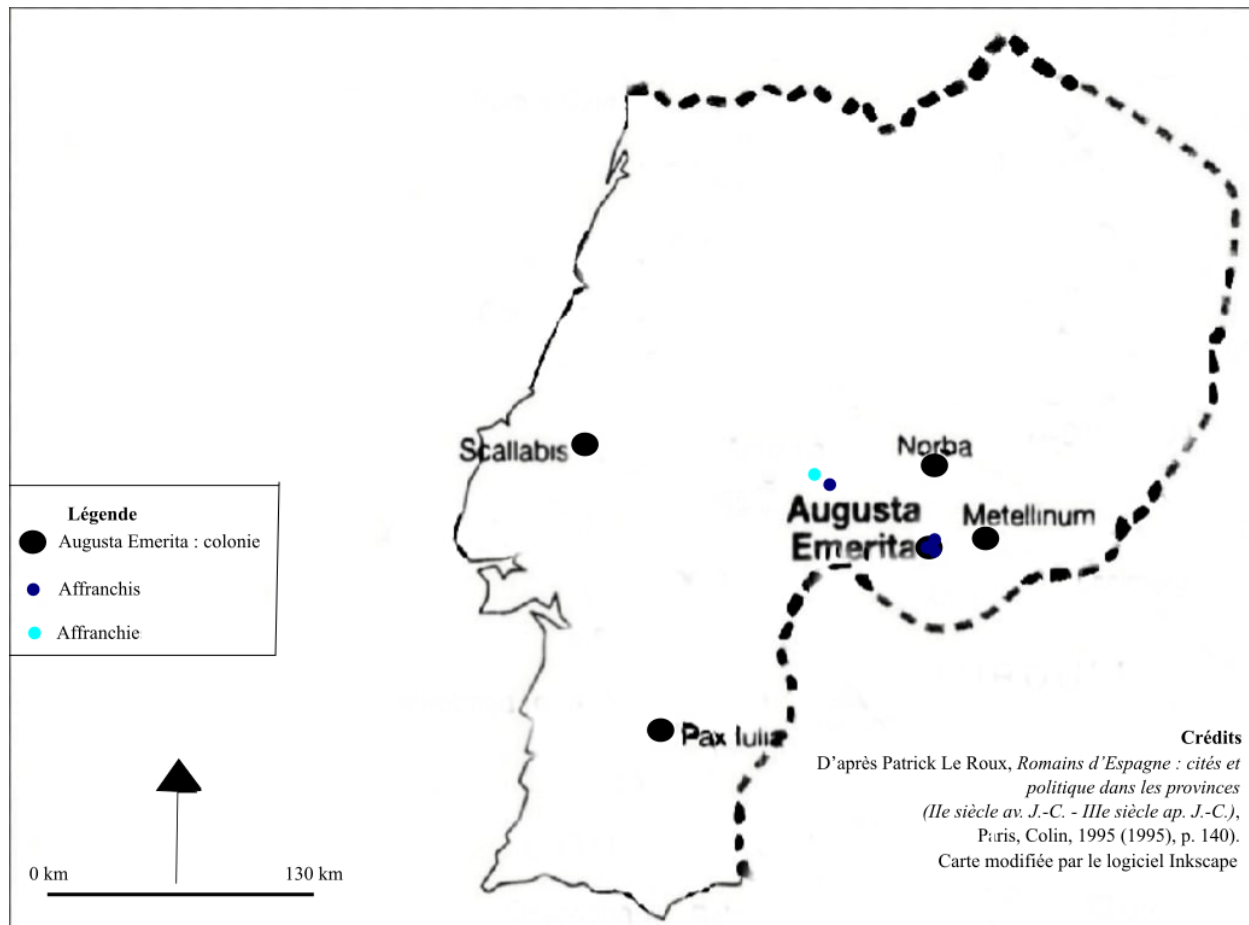 Scallabis
Norba
Augusta
Emerita
Metellinum
Légende
Augusta Emerita : colonie
Affranchis
Affranchie
Pax Iulia
Crédits
D'après Patrick Le Roux, Romains d'Espagne : cités et
politique dans les provinces
(IIe siècle av. J.-C. - IIIe siècle ap. J.-C.),
Paris, Colin, 1995 (1995), p. 140).
Carte modifiée par le logiciel Inkscape
0 km
130 km